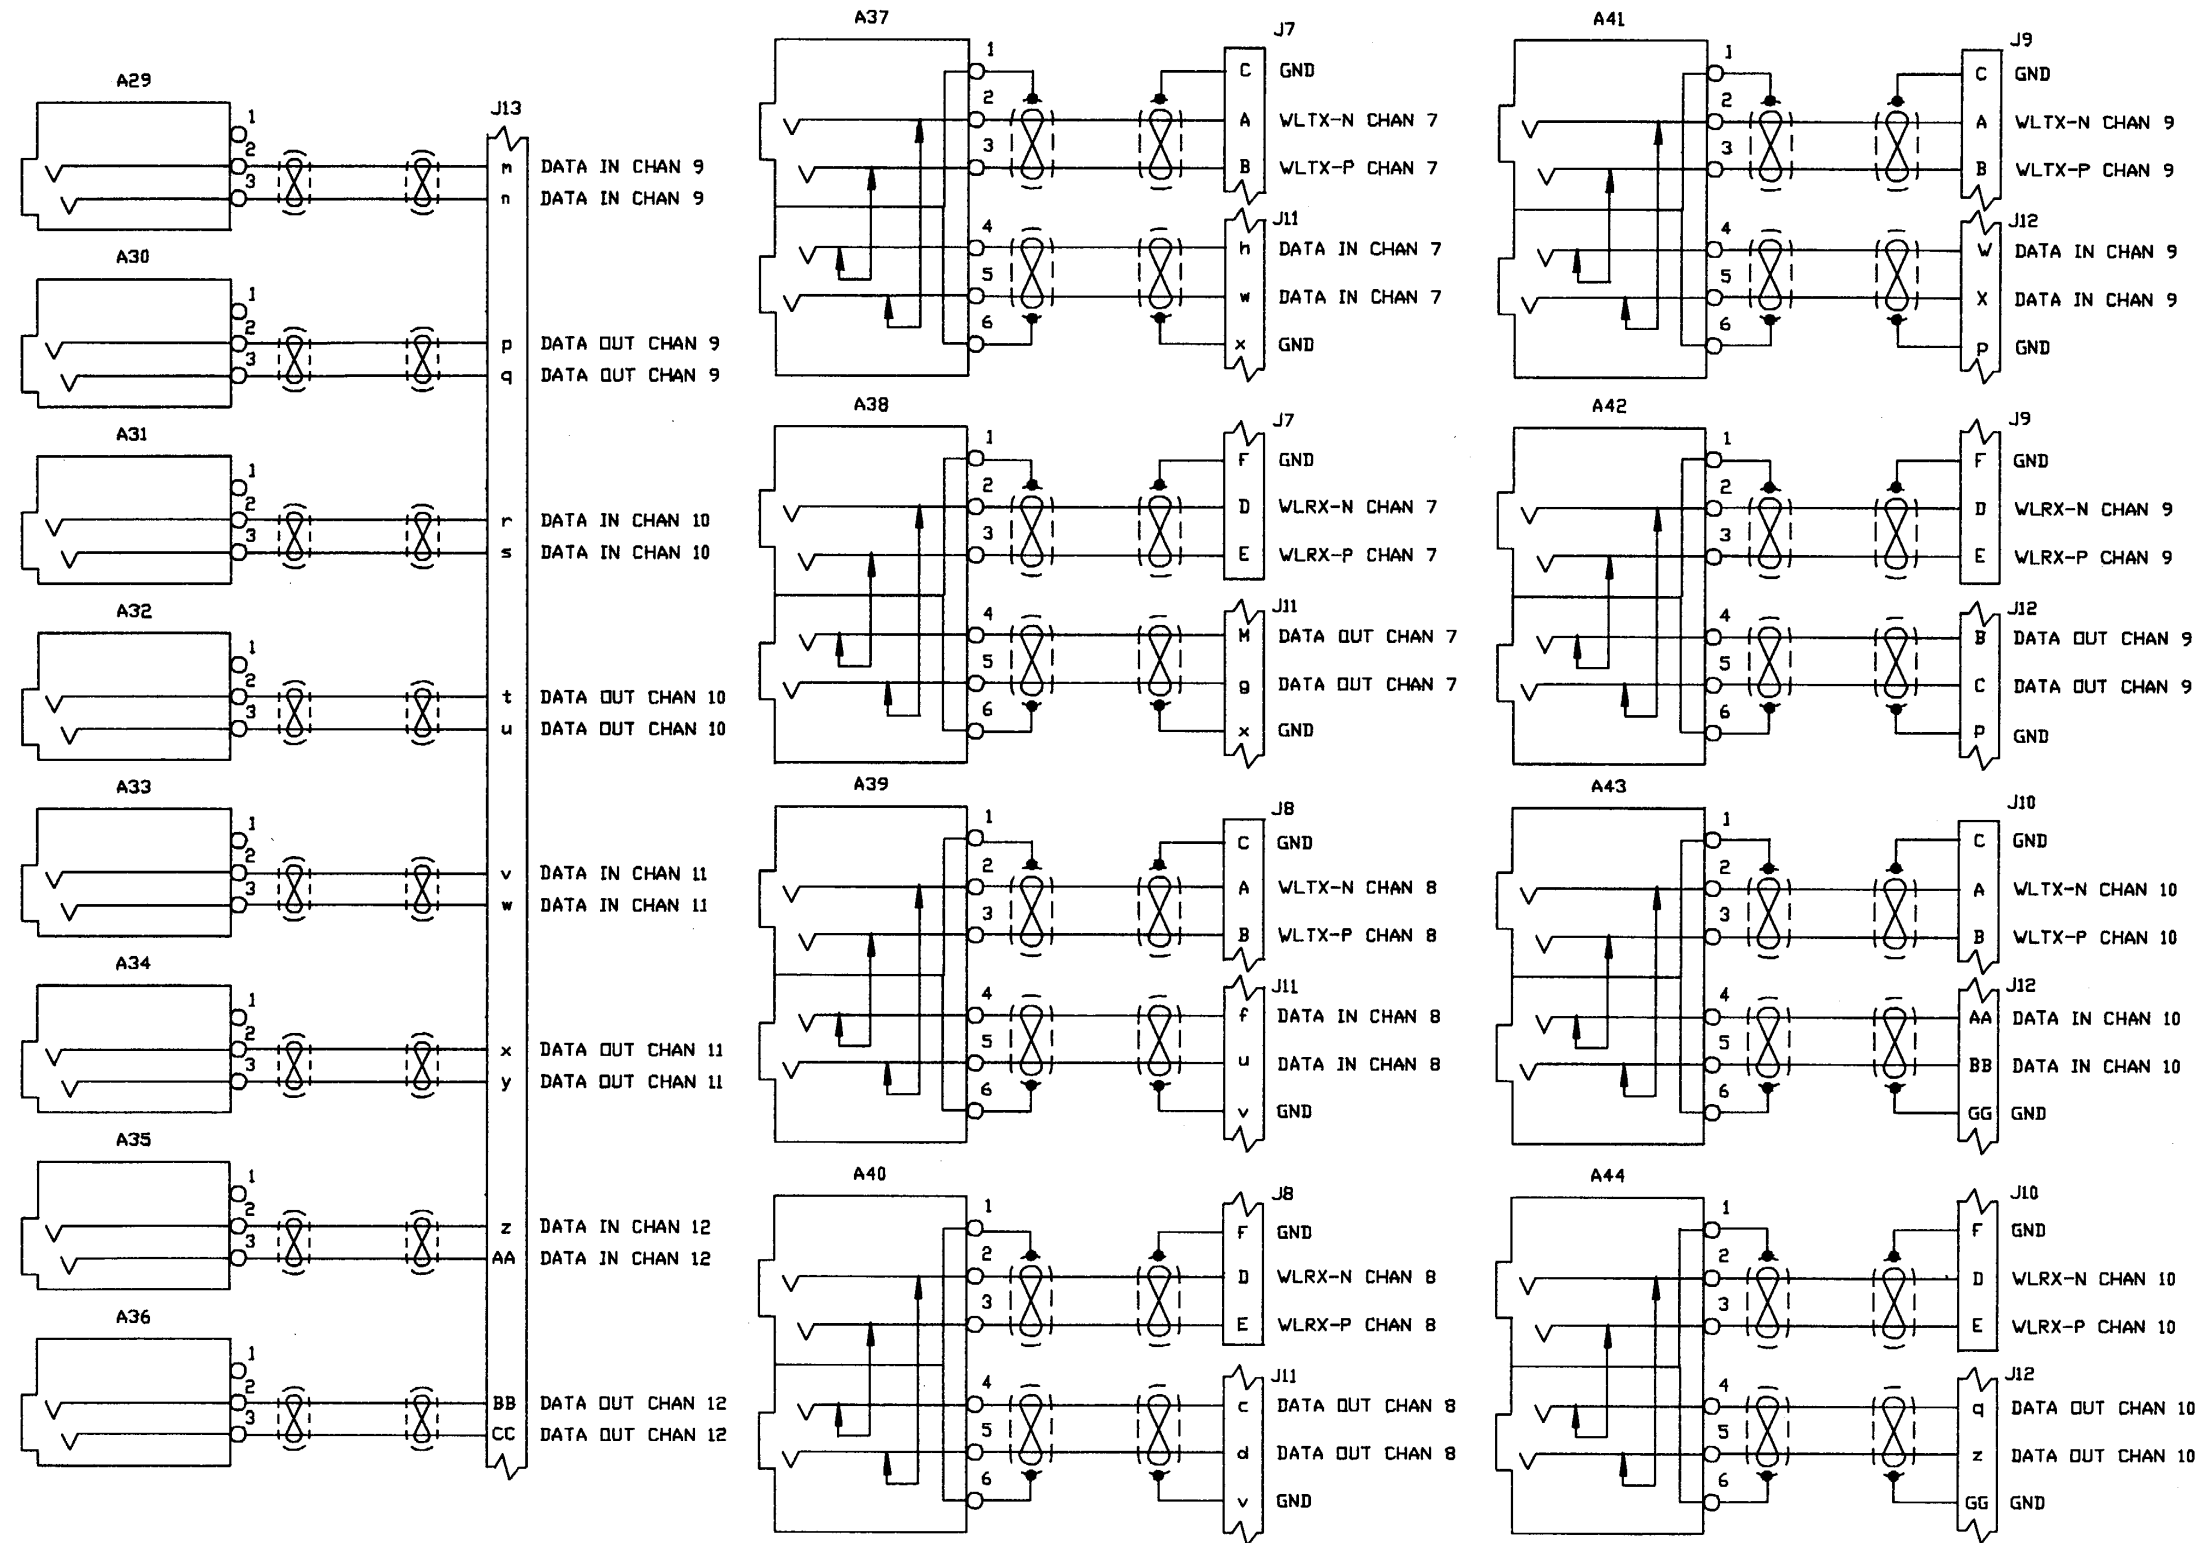 A29
J13
1
2
3
m DATA IN CHAN 9
n DATA IN CHAN 9
A30
1
2
3
p DATA OUT CHAN 9
q DATA OUT CHAN 9
A31
1
2
3
r DATA IN CHAN 10
s DATA IN CHAN 10
A32
1
2
3
t DATA OUT CHAN 10
u DATA OUT CHAN 10
A33
1
2
3
v DATA IN CHAN 11
w DATA IN CHAN 11
A34
1
2
3
x DATA OUT CHAN 11
y DATA OUT CHAN 11
A35
1
2
3
z DATA IN CHAN 12
AA DATA IN CHAN 12
A36
1
2
3
BB DATA OUT CHAN 12
CC DATA OUT CHAN 12
A37
J7
1
C GND
2
A WLTX-N CHAN 7
3
B WLTX-P CHAN 7
J11
4
h DATA IN CHAN 7
5
w DATA IN CHAN 7
6
x GND
A38
J7
1
F GND
2
D WLRX-N CHAN 7
3
E WLRX-P CHAN 7
J11
4
M DATA OUT CHAN 7
5
g DATA OUT CHAN 7
6
x GND
A39
J8
1
C GND
2
A WLTX-N CHAN 8
3
B WLTX-P CHAN 8
J11
4
f DATA IN CHAN 8
5
u DATA IN CHAN 8
6
v GND
A40
J8
1
F GND
2
D WLRX-N CHAN 8
3
E WLRX-P CHAN 8
J11
4
c DATA OUT CHAN 8
5
d DATA OUT CHAN 8
6
v GND
A41
J9
1
C GND
2
A WLTX-N CHAN 9
3
B WLTX-P CHAN 9
J12
4
W DATA IN CHAN 9
5
X DATA IN CHAN 9
6
P GND
A42
J9
1
F GND
2
D WLRX-N CHAN 9
3
E WLRX-P CHAN 9
J12
4
B DATA OUT CHAN 9
5
C DATA OUT CHAN 9
6
P GND
A43
J10
1
C GND
2
A WLTX-N CHAN 10
3
B WLTX-P CHAN 10
J12
4
AA DATA IN CHAN 10
5
BB DATA IN CHAN 10
6
GG GND
A44
J10
1
F GND
2
D WLRX-N CHAN 10
3
E WLRX-P CHAN 10
J12
4
q DATA OUT CHAN 10
5
z DATA OUT CHAN 10
6
GG GND